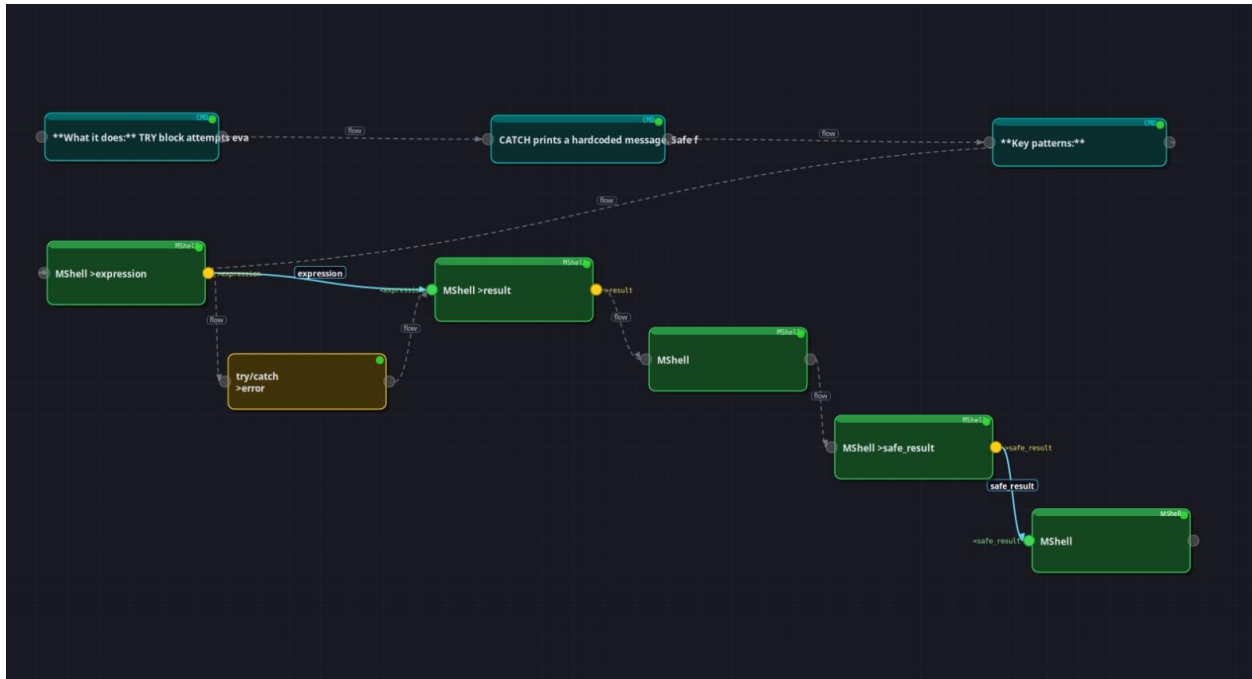 CMD
**What it does:** TRY block attempts eva
flow
CMD
CATCH prints a hardcoded message. Safe f
flow
CMD
**Key patterns:**
flow
MShell
MShell >expression
>expression
expression
<expression
MShell
MShell >result
>result
flow
try/catch
>error
flow
flow
MShell
MShell
flow
MShell
MShell >safe_result
>safe_result
safe_result
<safe_result
MShell
MShell